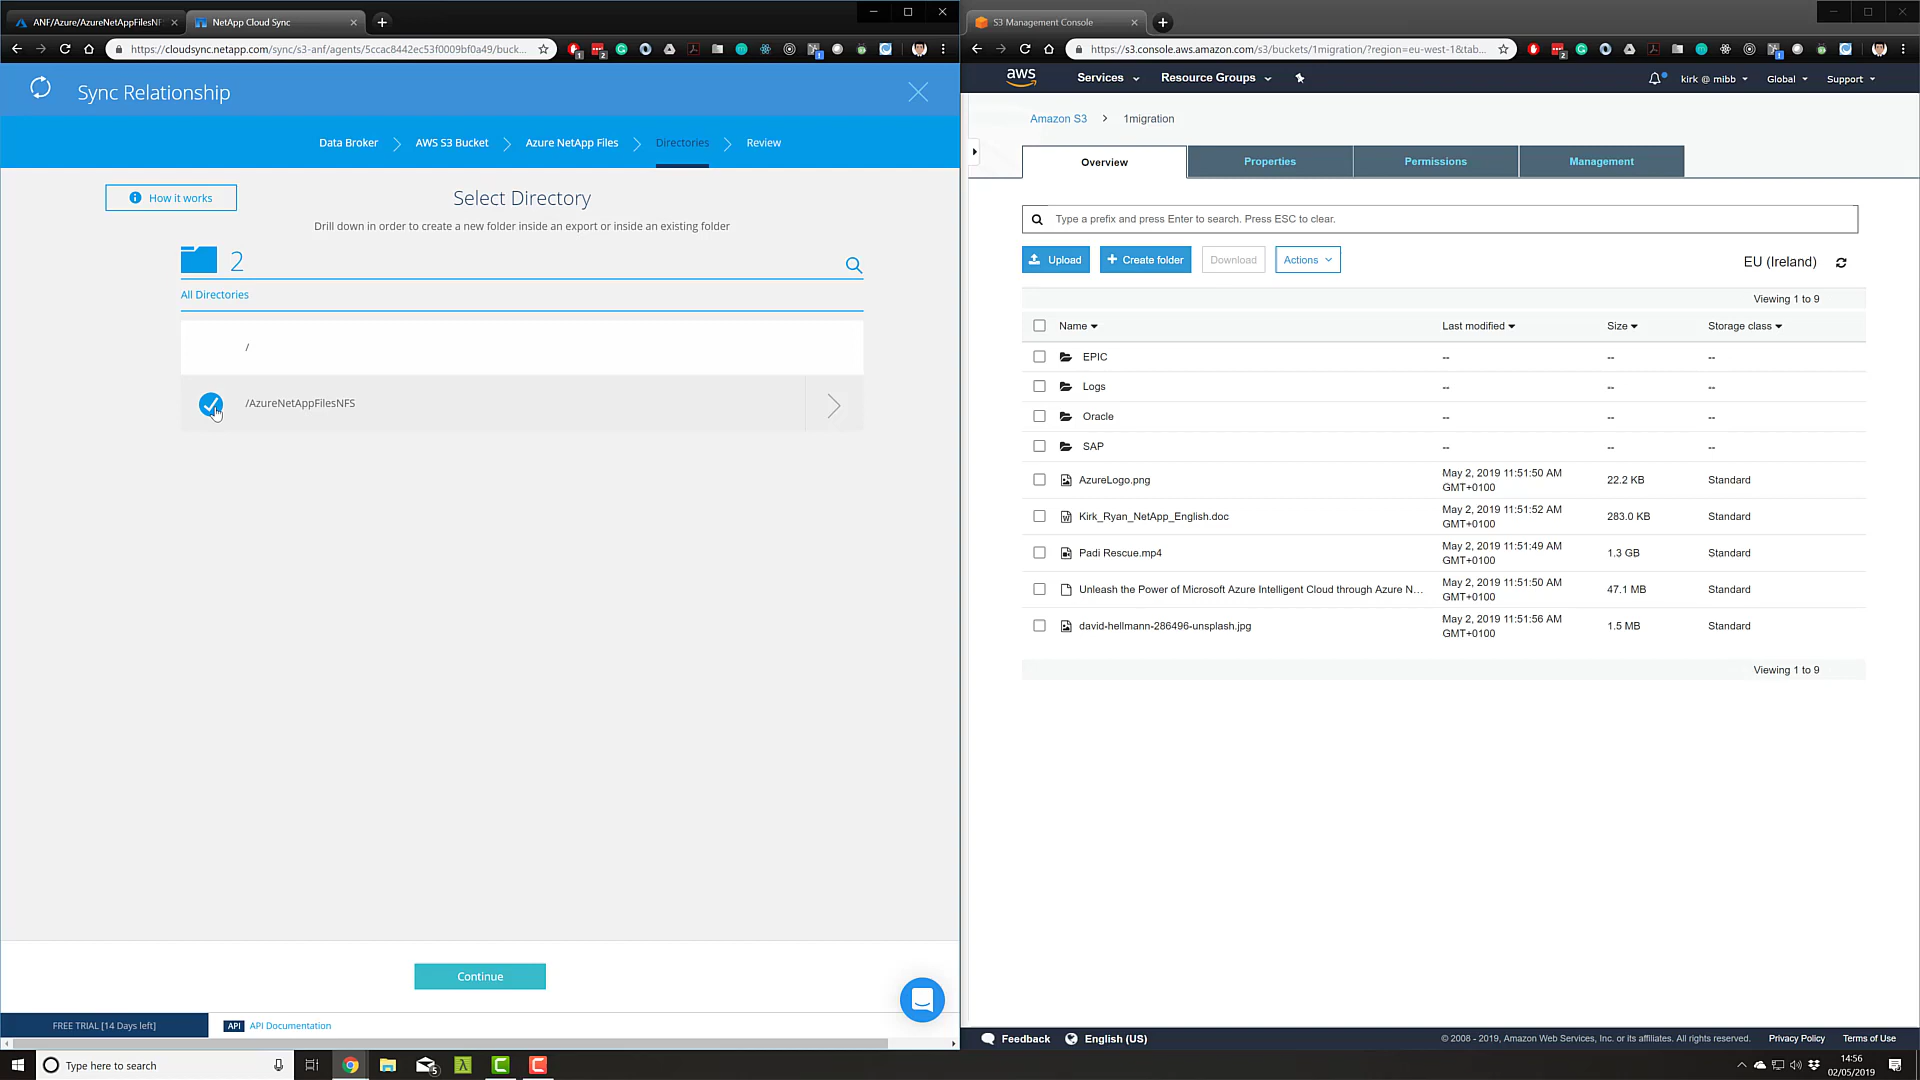 ANF/Azure/AzureNetAppFilesNF
NetApp Cloud Sync
https://cloudsync.netapp.com/sync/s3-anf/agents/5ccac8442ec53f0009bf0a49/buck...
Sync Relationship
Data Broker
AWS S3 Bucket
Azure NetApp Files
Directories
Review
How it works
Select Directory
Drill down in order to create a new folder inside an export or inside an existing folder
2
All Directories
/
/AzureNetAppFilesNFS
Continue
FREE TRIAL [14 Days left]
API
API Documentation
S3 Management Console
https://s3.console.aws.amazon.com/s3/buckets/1migration/?region=eu-west-1&tab...
aws
Services
Resource Groups
kirk @ mibb
Global
Support
Amazon S3
1migration
Overview
Properties
Permissions
Management
Type a prefix and press Enter to search. Press ESC to clear.
Upload
Create folder
Download
Actions
EU (Ireland)
Viewing 1 to 9
Name
Last modified
Size
Storage class
EPIC -- -- --
Logs -- -- --
Oracle -- -- --
SAP -- -- --
AzureLogo.png
May 2, 2019 11:51:50 AM
GMT+0100
22.2 KB
Standard
Kirk_Ryan_NetApp_English.doc
May 2, 2019 11:51:52 AM
GMT+0100
283.0 KB
Standard
Padi Rescue.mp4
May 2, 2019 11:51:49 AM
GMT+0100
1.3 GB
Standard
Unleash the Power of Microsoft Azure Intelligent Cloud through Azure N...
May 2, 2019 11:51:50 AM
GMT+0100
47.1 MB
Standard
david-hellmann-286496-unsplash.jpg
May 2, 2019 11:51:56 AM
GMT+0100
1.5 MB
Standard
Viewing 1 to 9
Feedback
English (US)
© 2008 - 2019, Amazon Web Services, Inc. or its affiliates. All rights reserved.
Privacy Policy
Terms of Use
Type here to search
14:56
02/05/2019